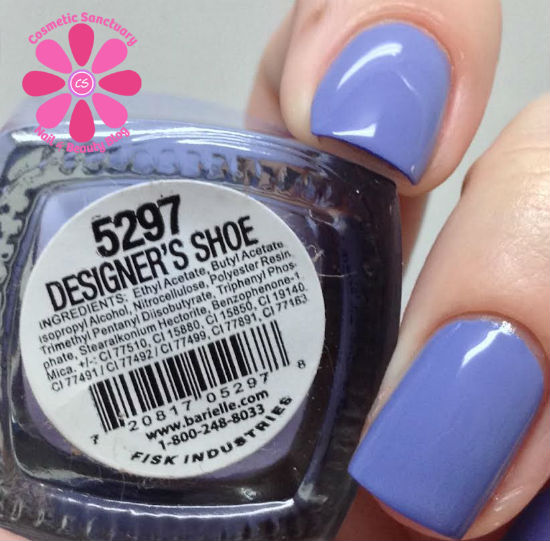 Cosmetic Sanctuary
CS
Nail & Beauty Blog
5297
DESIGNER'S SHOE
INGREDIENTS: Ethyl Acetate, Butyl Acetate,
Isopropyl Alcohol, Nitrocellulose, Polyester Resin,
Trimethyl Pentanyl Diisobutyrate, Triphenyl Phos-
phate, Stearalkonium Hectorite, Benzophenone-1,
Mica. +/-: CI 77510, CI 15880, CI 15850, CI 19140,
CI 77491 / CI 77492 / CI 77499, CI 77891, CI 77163
7 20817 05297 8
www.barielle.com
1-800-248-8033
FISK INDUSTRIES